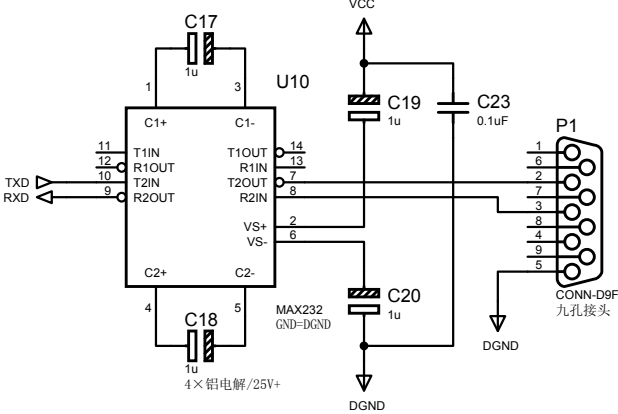 VCC
C17
1u
1
3
U10
C1+
C1-
C19
1u
C23
0.1uF
P1
11
T1IN
T1OUT
14
12
R1OUT
R1IN
13
TXD
10
T2IN
T2OUT
7
RXD
9
R2OUT
R2IN
8
VS+
2
VS-
6
1
6
2
7
3
8
4
9
5
C2+
C2-
4
5
MAX232
GND=DGND
C20
1u
CONN-D9F
九孔接头
C18
1u
4×铝电解/25V+
DGND
DGND